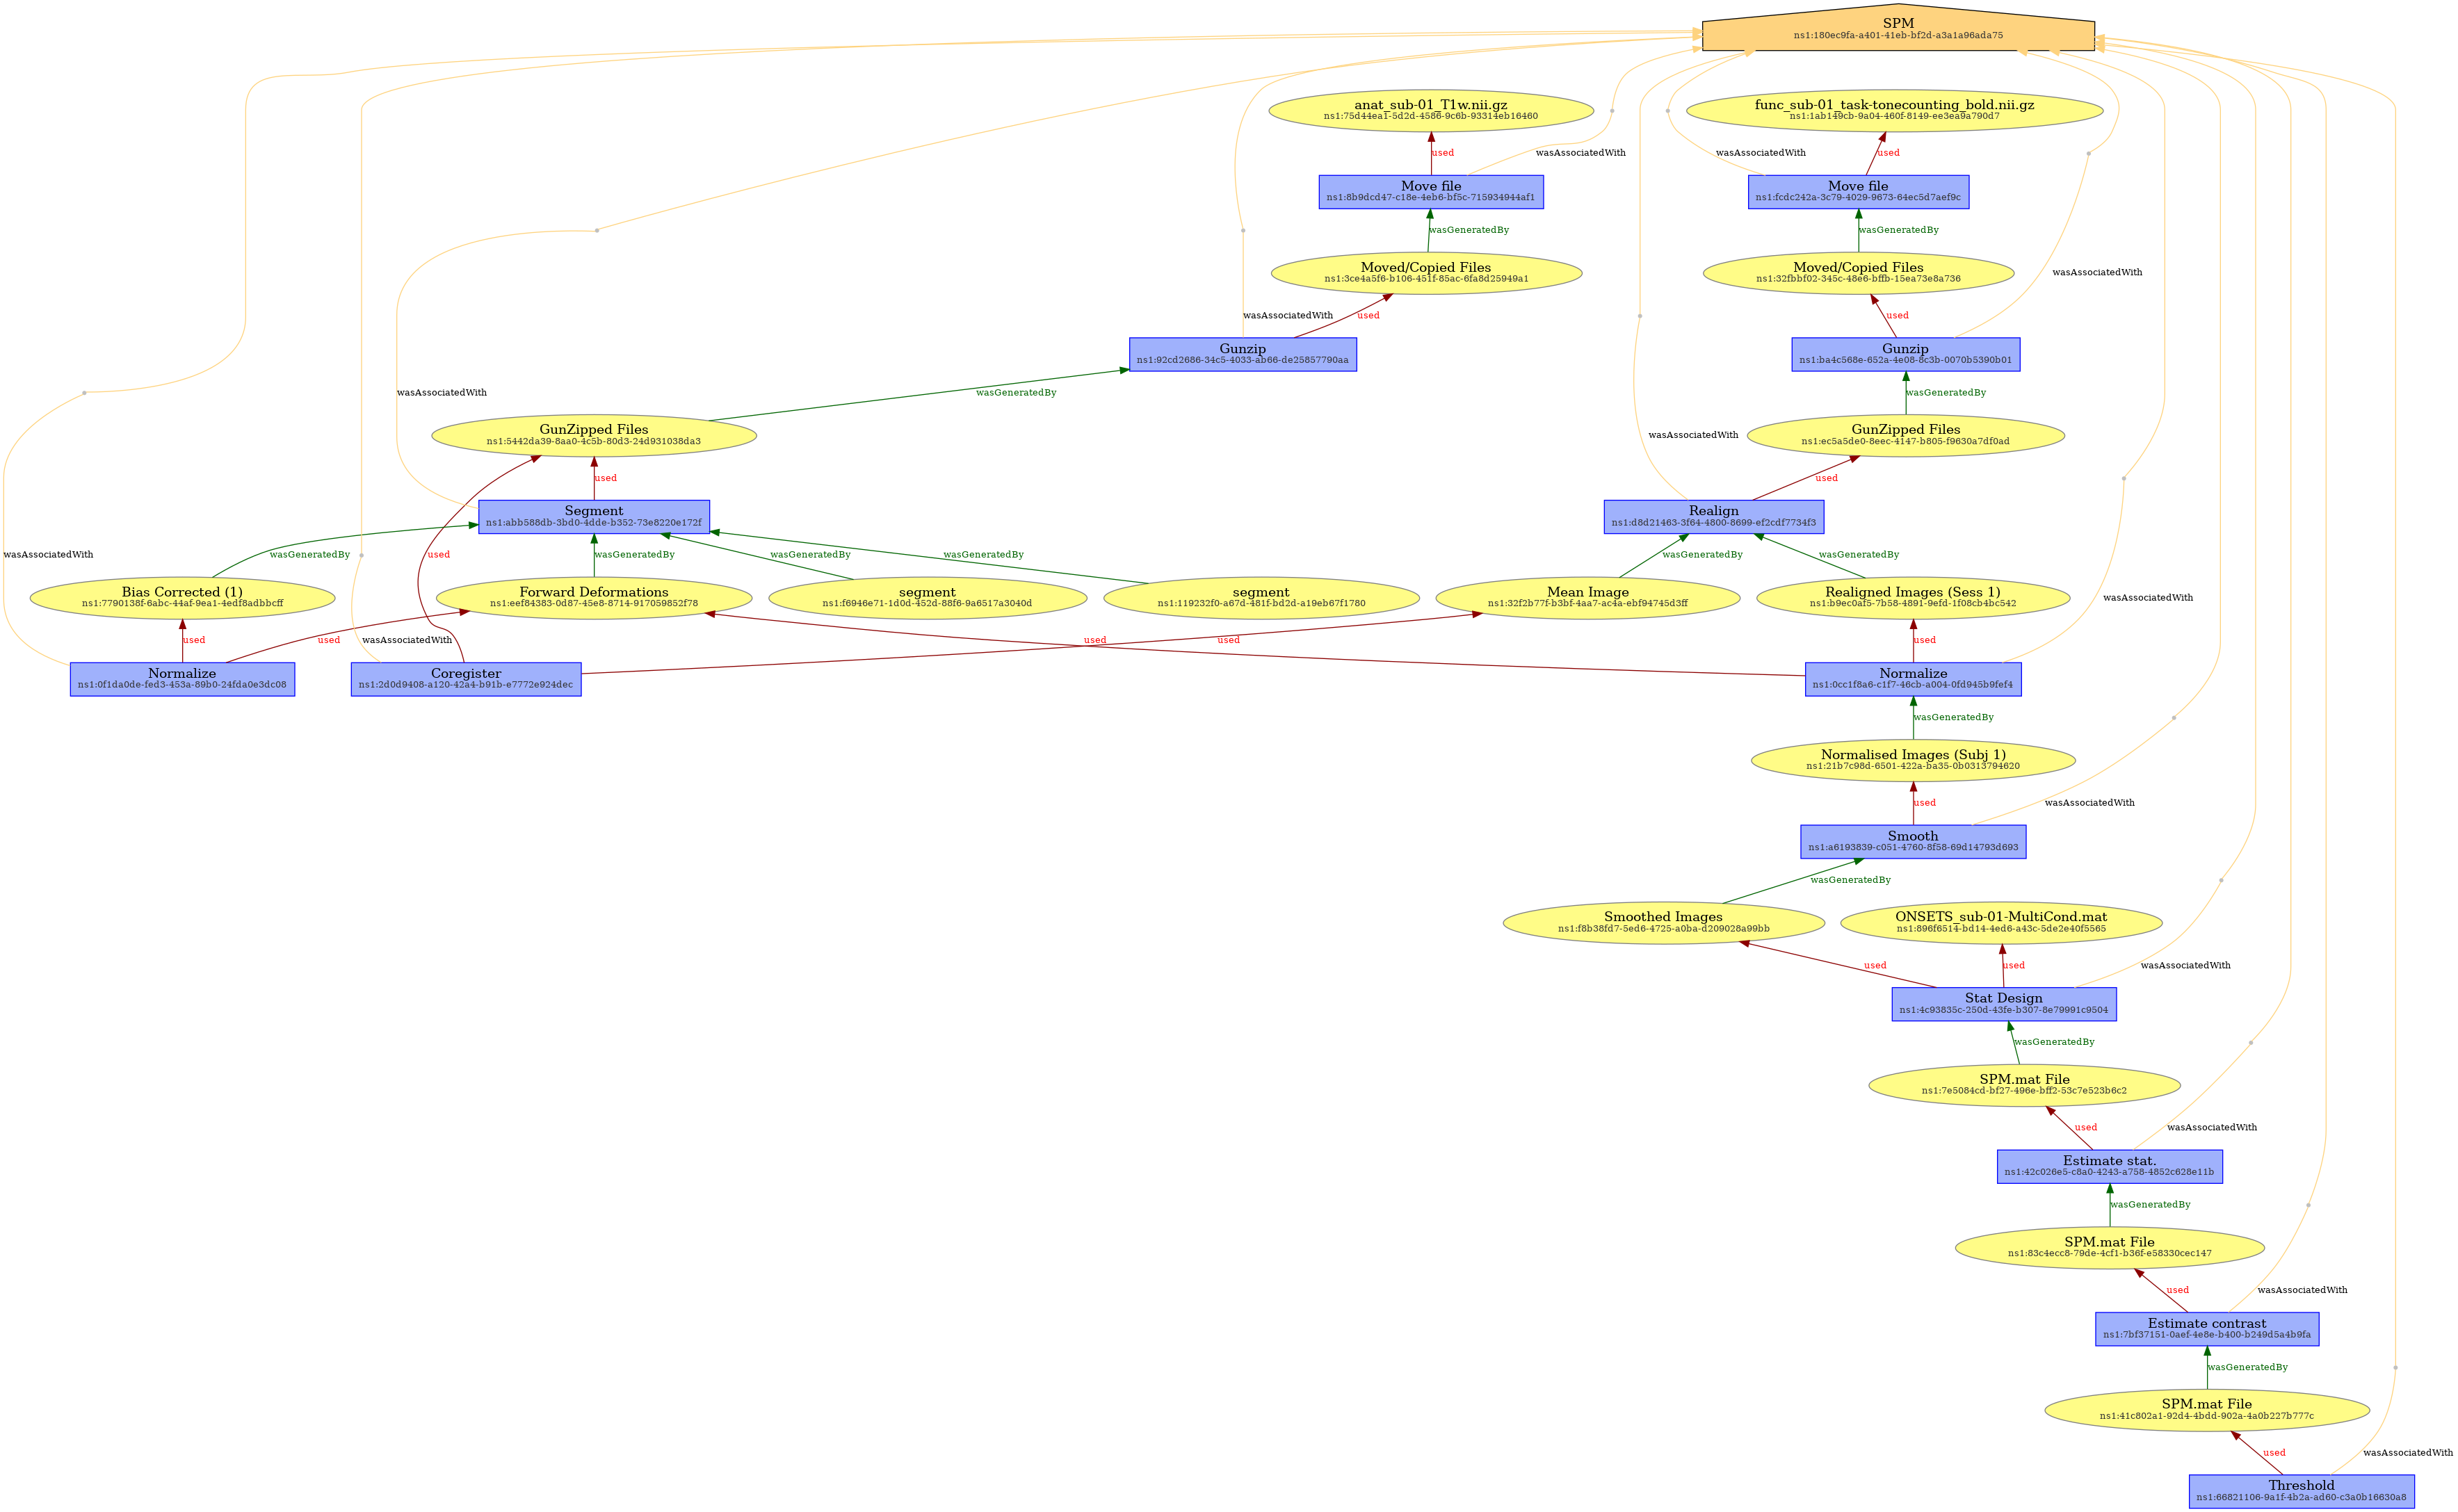 SPM
ns1:180ec9fa-a401-41eb-bf2d-a3a1a96ada75
anat_sub-01_T1w.nii.gz
ns1:75d44ea1-5d2d-4586-9c6b-93314eb16460
func_sub-01_task-tonecounting_bold.nii.gz
ns1:1ab149cb-9a04-460f-8149-ee3ea9a790d7
used
wasAssociatedWith
wasAssociatedWith
used
Move file
ns1:8b9dcd47-c18e-4eb6-bf5c-715934944af1
Move file
ns1:fcdc242a-3c79-4029-9673-64ec5d7aef9c
wasGeneratedBy
wasGeneratedBy
Moved/Copied Files
ns1:3ce4a5f6-b106-451f-85ac-6fa8d25949a1
Moved/Copied Files
ns1:32fbbf02-345c-48e6-bffb-15ea73e8a736
wasAssociatedWith
wasAssociatedWith
used
used
Gunzip
ns1:92cd2686-34c5-4033-ab66-de25857790aa
Gunzip
ns1:ba4c568e-652a-4e08-8c3b-0070b5390b01
wasAssociatedWith
wasGeneratedBy
wasGeneratedBy
GunZipped Files
ns1:5442da39-8aa0-4c5b-80d3-24d931038da3
GunZipped Files
ns1:ec5a5de0-8eec-4147-b805-f9630a7df0ad
wasAssociatedWith
used
used
Segment
ns1:abb588db-3bd0-4dde-b352-73e8220e172f
Realign
ns1:d8d21463-3f64-4800-8699-ef2cdf7734f3
wasAssociatedWith
wasGeneratedBy
used
wasGeneratedBy
wasGeneratedBy
wasGeneratedBy
wasGeneratedBy
wasGeneratedBy
Bias Corrected (1)
ns1:7790138f-6abc-44af-9ea1-4edf8adbbcff
Forward Deformations
ns1:eef84383-0d87-45e8-8714-917059852f78
segment
ns1:f6946e71-1d0d-452d-88f6-9a6517a3040d
segment
ns1:119232f0-a67d-481f-bd2d-a19eb67f1780
Mean Image
ns1:32f2b77f-b3bf-4aa7-ac4a-ebf94745d3ff
Realigned Images (Sess 1)
ns1:b9ec0af5-7b58-4891-9efd-1f08cb4bc542
wasAssociatedWith
used
used
wasAssociatedWith
used
used
used
Normalize
ns1:0f1da0de-fed3-453a-89b0-24fda0e3dc08
Coregister
ns1:2d0d9408-a120-42a4-b91b-e7772e924dec
Normalize
ns1:0cc1f8a6-c1f7-46cb-a004-0fd945b9fef4
wasGeneratedBy
Normalised Images (Subj 1)
ns1:21b7c98d-6501-422a-ba35-0b0313794620
used
wasAssociatedWith
Smooth
ns1:a6193839-c051-4760-8f58-69d14793d693
wasGeneratedBy
Smoothed Images
ns1:f8b38fd7-5ed6-4725-a0ba-d209028a99bb
ONSETS_sub-01-MultiCond.mat
ns1:896f6514-bd14-4ed6-a43c-5de2e40f5565
used
used
wasAssociatedWith
Stat Design
ns1:4c93835c-250d-43fe-b307-8e79991c9504
wasGeneratedBy
SPM.mat File
ns1:7e5084cd-bf27-496e-bff2-53c7e523b6c2
used
wasAssociatedWith
Estimate stat.
ns1:42c026e5-c8a0-4243-a758-4852c628e11b
wasGeneratedBy
SPM.mat File
ns1:83c4ecc8-79de-4cf1-b36f-e58330cec147
used
wasAssociatedWith
Estimate contrast
ns1:7bf37151-0aef-4e8e-b400-b249d5a4b9fa
wasGeneratedBy
SPM.mat File
ns1:41c802a1-92d4-4bdd-902a-4a0b227b777c
used
wasAssociatedWith
Threshold
ns1:66821106-9a1f-4b2a-ad60-c3a0b16630a8